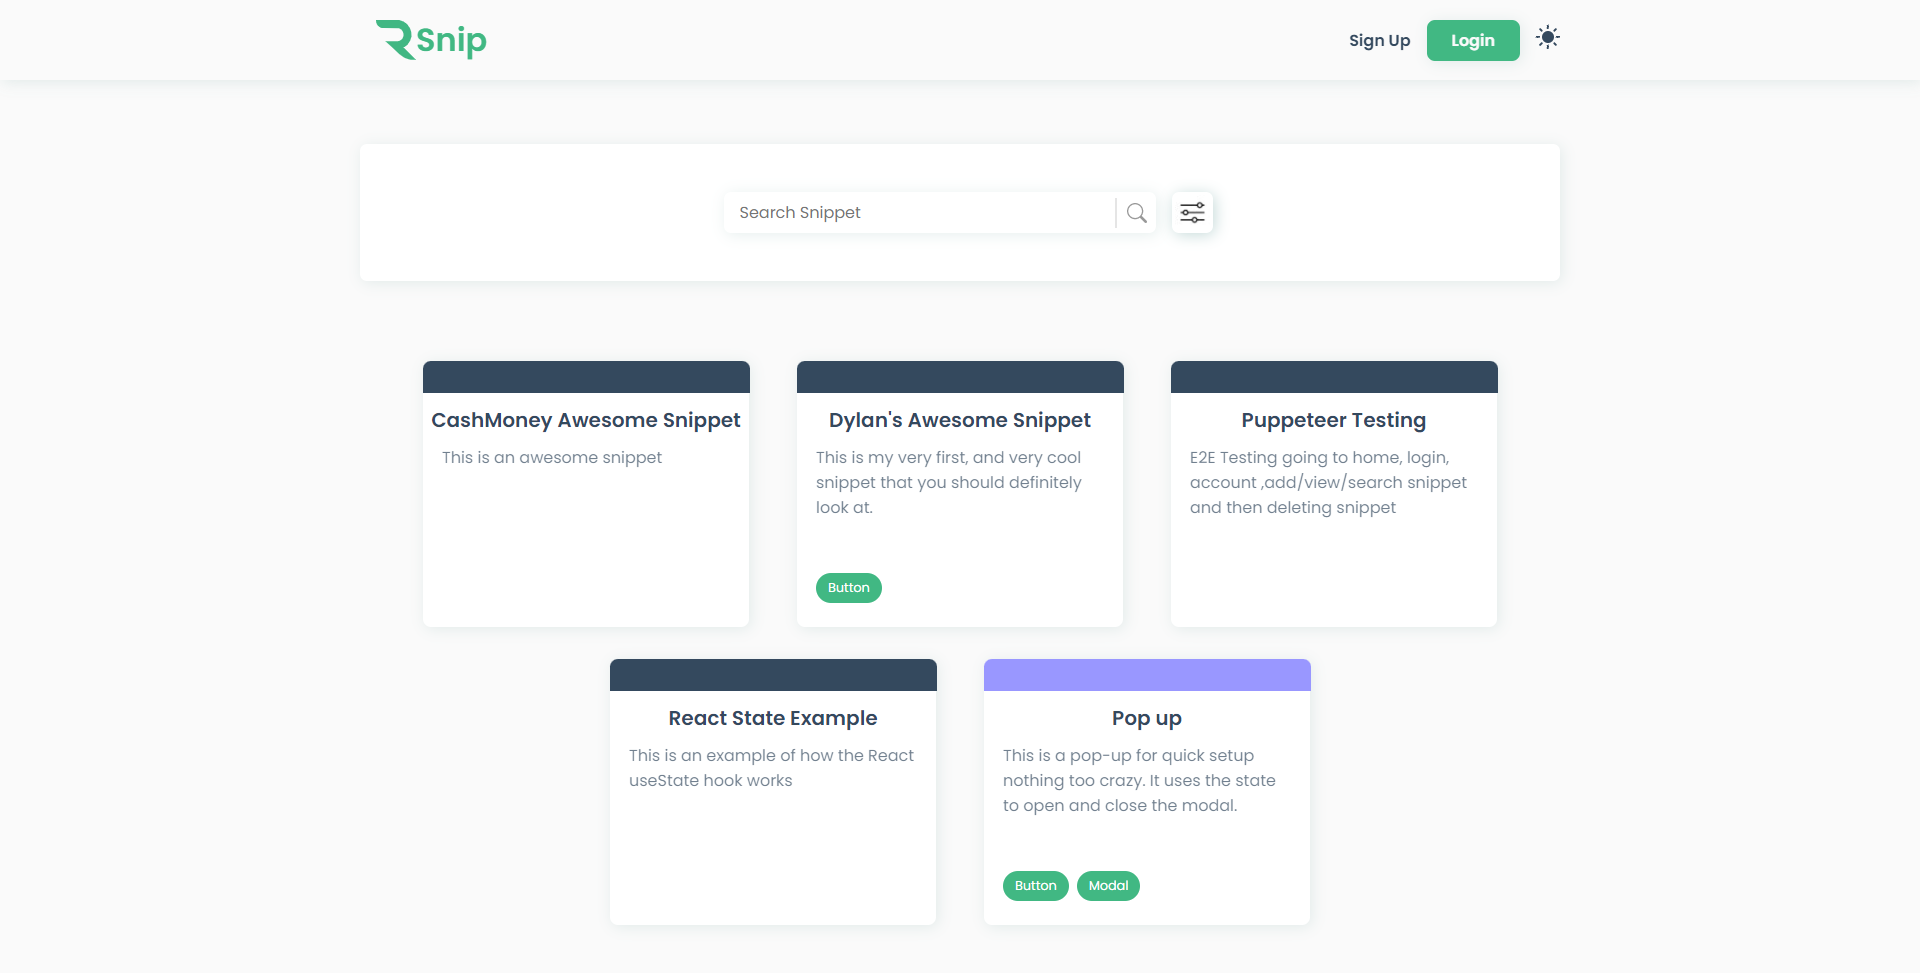 Snip
Sign Up
Login
Search Snippet
CashMoney Awesome Snippet
This is an awesome snippet
Dylan's Awesome Snippet
This is my very first, and very cool
snippet that you should definitely
look at.
Button
Puppeteer Testing
E2E Testing going to home, login,
account ,add/view/search snippet
and then deleting snippet
React State Example
This is an example of how the React
useState hook works
Pop up
This is a pop-up for quick setup
nothing too crazy. It uses the state
to open and close the modal.
Button
Modal